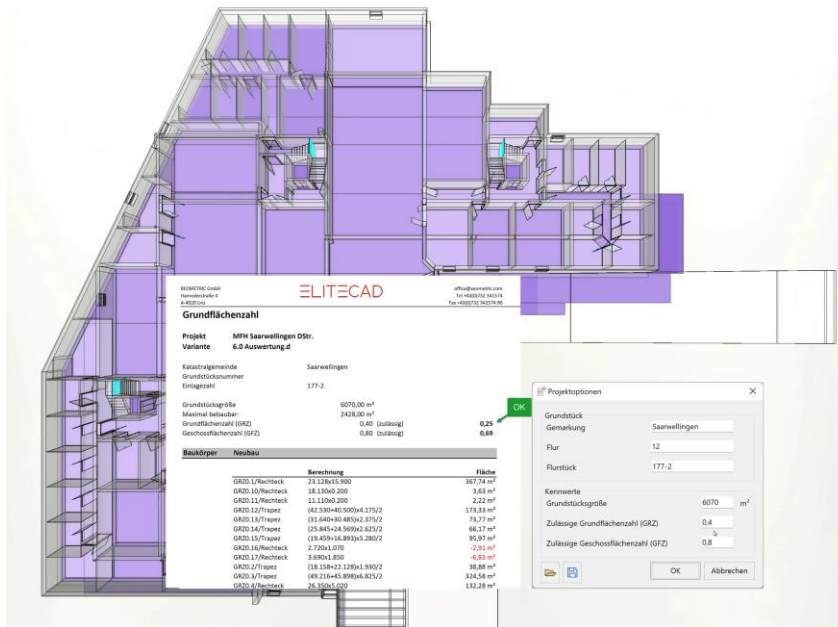 XEOMETRIC GmbH
Hamoderstraße 4
A-4020 Linz
ELITECAD
office@xeometric.com
Tel +43(0)732 341574
Fax +43(0)732 341574 90
Grundflächenzahl
Projekt MFH Saarwellingen DStr.
Variante 6.0 Auswertung.d
Katastralgemeinde Saarwellingen
Grundstücksnummer
Einlagezahl 177-2
Grundstücksgröße 6070,00 m²
Maximal bebaubar: 2428,00 m²
Grundflächenzahl (GRZ) 0,40 (zulässig) 0,25
Geschossflächenzahl (GFZ) 0,80 (zulässig) 0,69
OK
Baukörper Neubau
Berechnung Fläche
GRZ0.1/Rechteck 23.128x15.900 367,74 m²
GRZ0.10/Rechteck 18.130x0.200 3,63 m²
GRZ0.11/Rechteck 11.110x0.200 2,22 m²
GRZ0.12/Trapez (42.530+40.500)x4.175/2 173,33 m²
GRZ0.13/Trapez (31.640+30.485)x2.375/2 73,77 m²
GRZ0.14/Trapez (25.845+24.569)x2.625/2 66,17 m²
GRZ0.15/Trapez (19.459+16.893)x5.280/2 95,97 m²
GRZ0.16/Rechteck 2.720x1.070 -2,91 m²
GRZ0.17/Rechteck 3.690x1.850 -6,83 m²
GRZ0.2/Trapez (18.158+22.128)x1.930/2 38,88 m²
GRZ0.3/Trapez (49.216+45.898)x6.825/2 324,58 m²
GRZ0.4/Rechteck 26.350x5.020 132,28 m²
Projektoptionen
Grundstück
Gemarkung Saarwellingen
Flur 12
Flurstück 177-2
Kennwerte
Grundstücksgröße 6070 m²
Zulässige Grundflächenzahl (GRZ) 0,4
Zulässige Geschossflächenzahl (GFZ) 0,8
OK Abbrechen